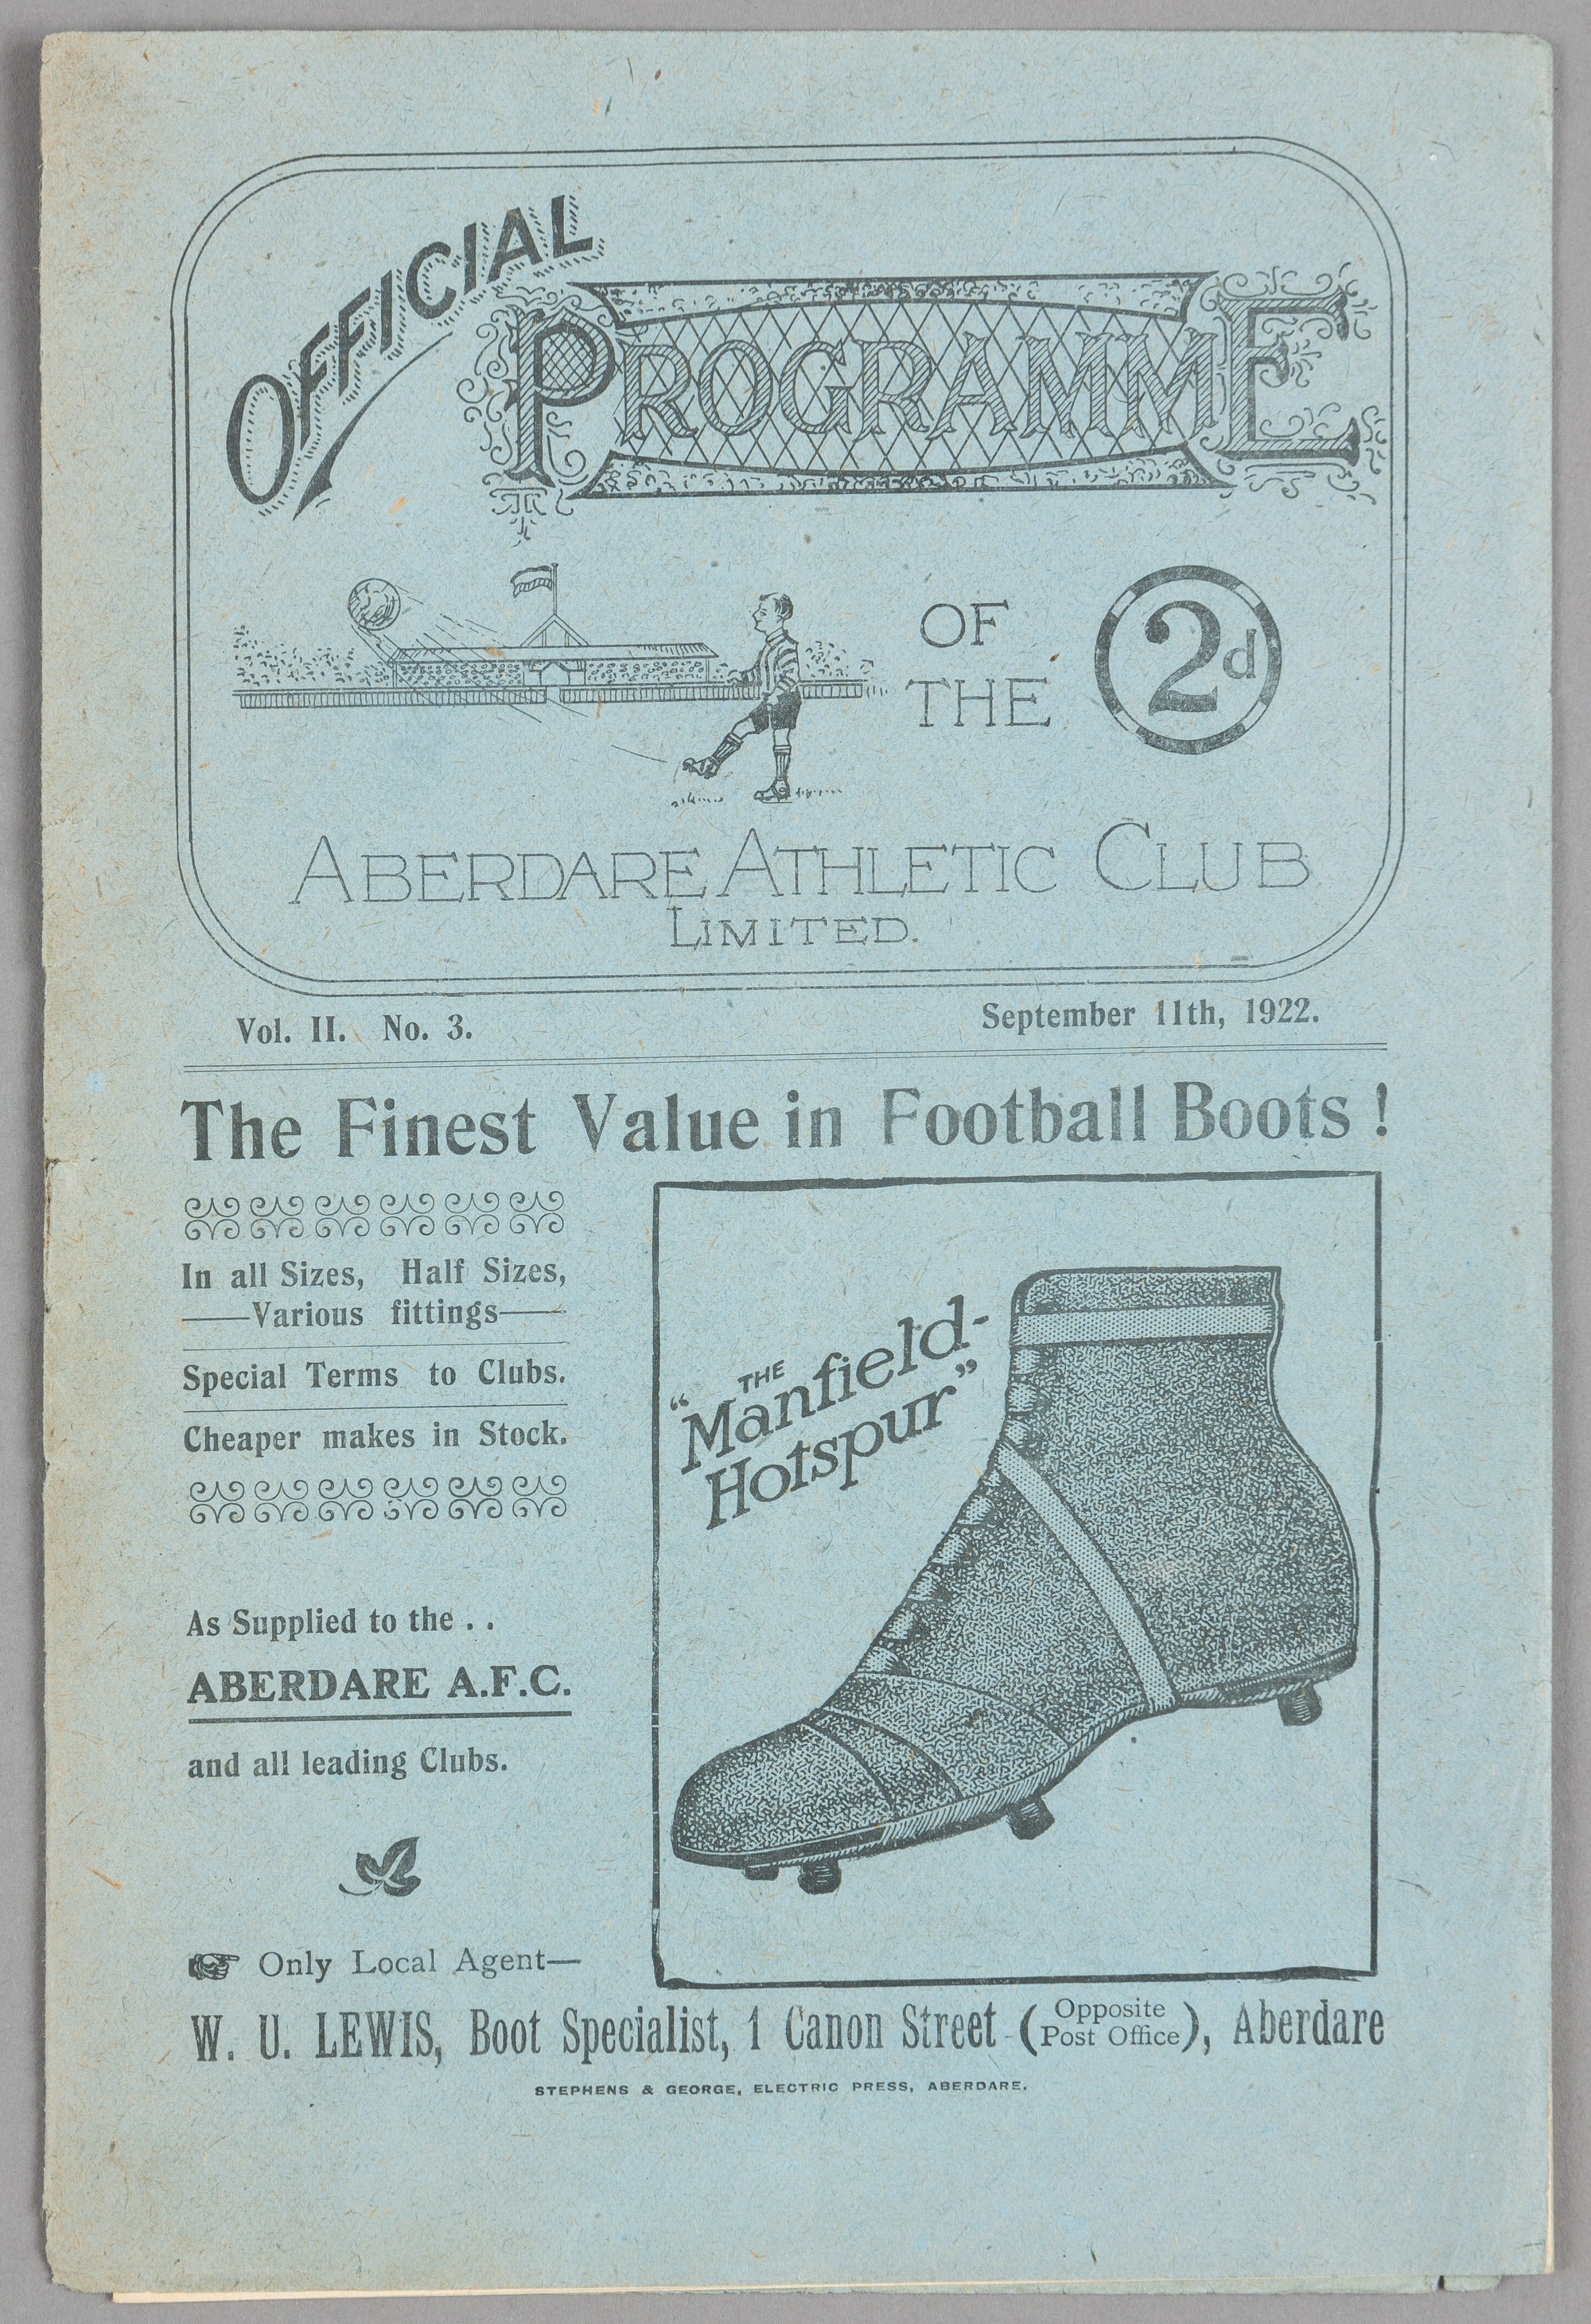 OFFICIAL
PROGRAMME
OF
THE
2d
ABERDARE ATHLETIC CLUB
LIMITED.
Vol. II. No. 3.
September 11th, 1922.
The Finest Value in Football Boots !
In all Sizes, Half Sizes,
—Various fittings—
Special Terms to Clubs.
Cheaper makes in Stock.
As Supplied to the . .
ABERDARE A.F.C.
and all leading Clubs.
THE
"Manfield-
Hotspur"
☞ Only Local Agent—
W. U. LEWIS, Boot Specialist, 1 Canon Street (Opposite Post Office), Aberdare
STEPHENS & GEORGE, ELECTRIC PRESS, ABERDARE.